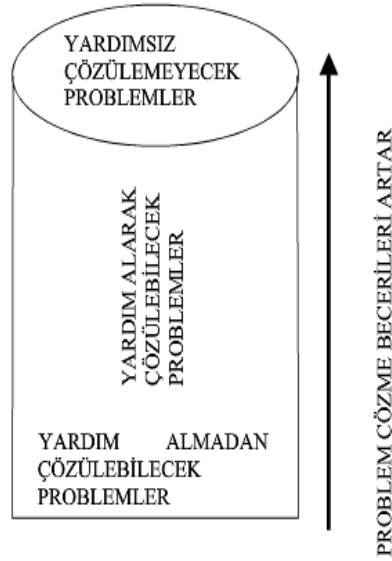 YARDIMSIZ
ÇÖZÜLEMEYECEK
PROBLEMLER
YARDIM ALARAK
ÇÖZÜLEBİLECEK
PROBLEMLER
YARDIM ALMADAN
ÇÖZÜLEBİLECEK
PROBLEMLER
PROBLEM ÇÖZME BECERİLERİ ARTAR